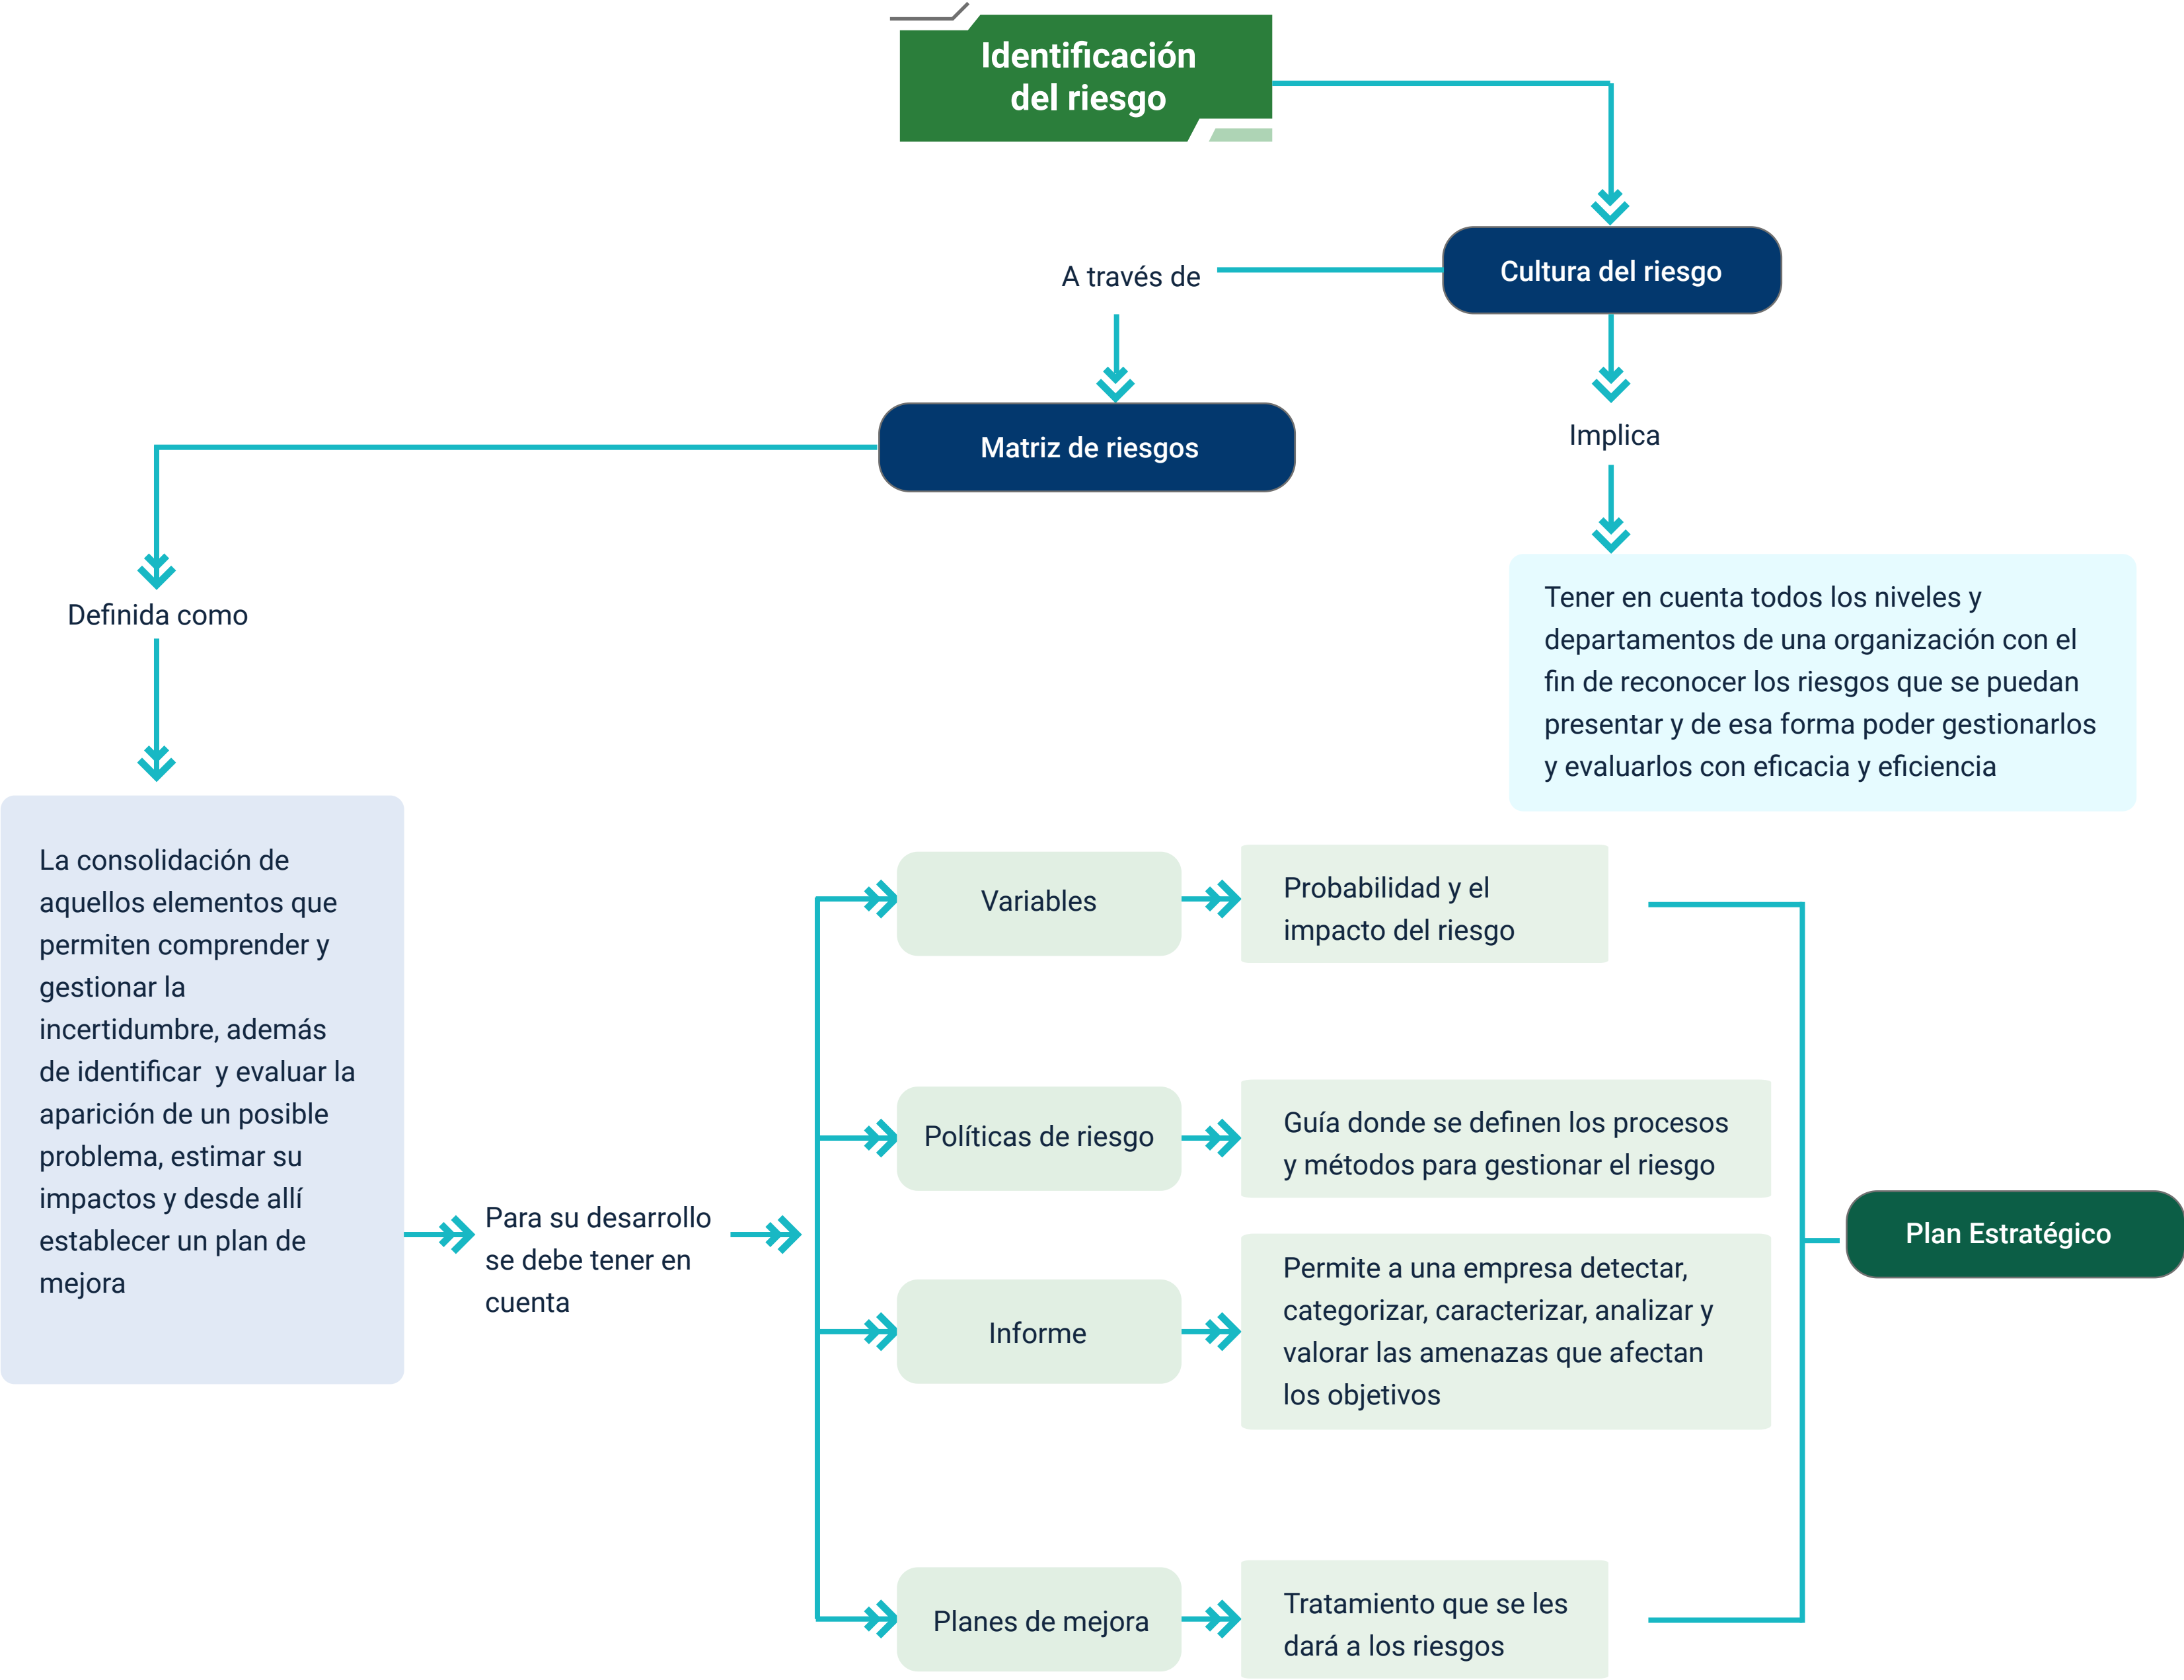 Identificación
del riesgo
Cultura del riesgo
A través de
Matriz de riesgos
Implica
Tener en cuenta todos los niveles y
departamentos de una organización con el
fin de reconocer los riesgos que se puedan
presentar y de esa forma poder gestionarlos
y evaluarlos con eficacia y eficiencia
Definida como
La consolidación de
aquellos elementos que
permiten comprender y
gestionar la
incertidumbre, además
de identificar  y evaluar la
aparición de un posible
problema, estimar su
impactos y desde allí
establecer un plan de
mejora
Para su desarrollo
se debe tener en
cuenta
Variables
Probabilidad y el
impacto del riesgo
Políticas de riesgo
Guía donde se definen los procesos
y métodos para gestionar el riesgo
Informe
Permite a una empresa detectar,
categorizar, caracterizar, analizar y
valorar las amenazas que afectan
los objetivos
Planes de mejora
Tratamiento que se les
dará a los riesgos
Plan Estratégico